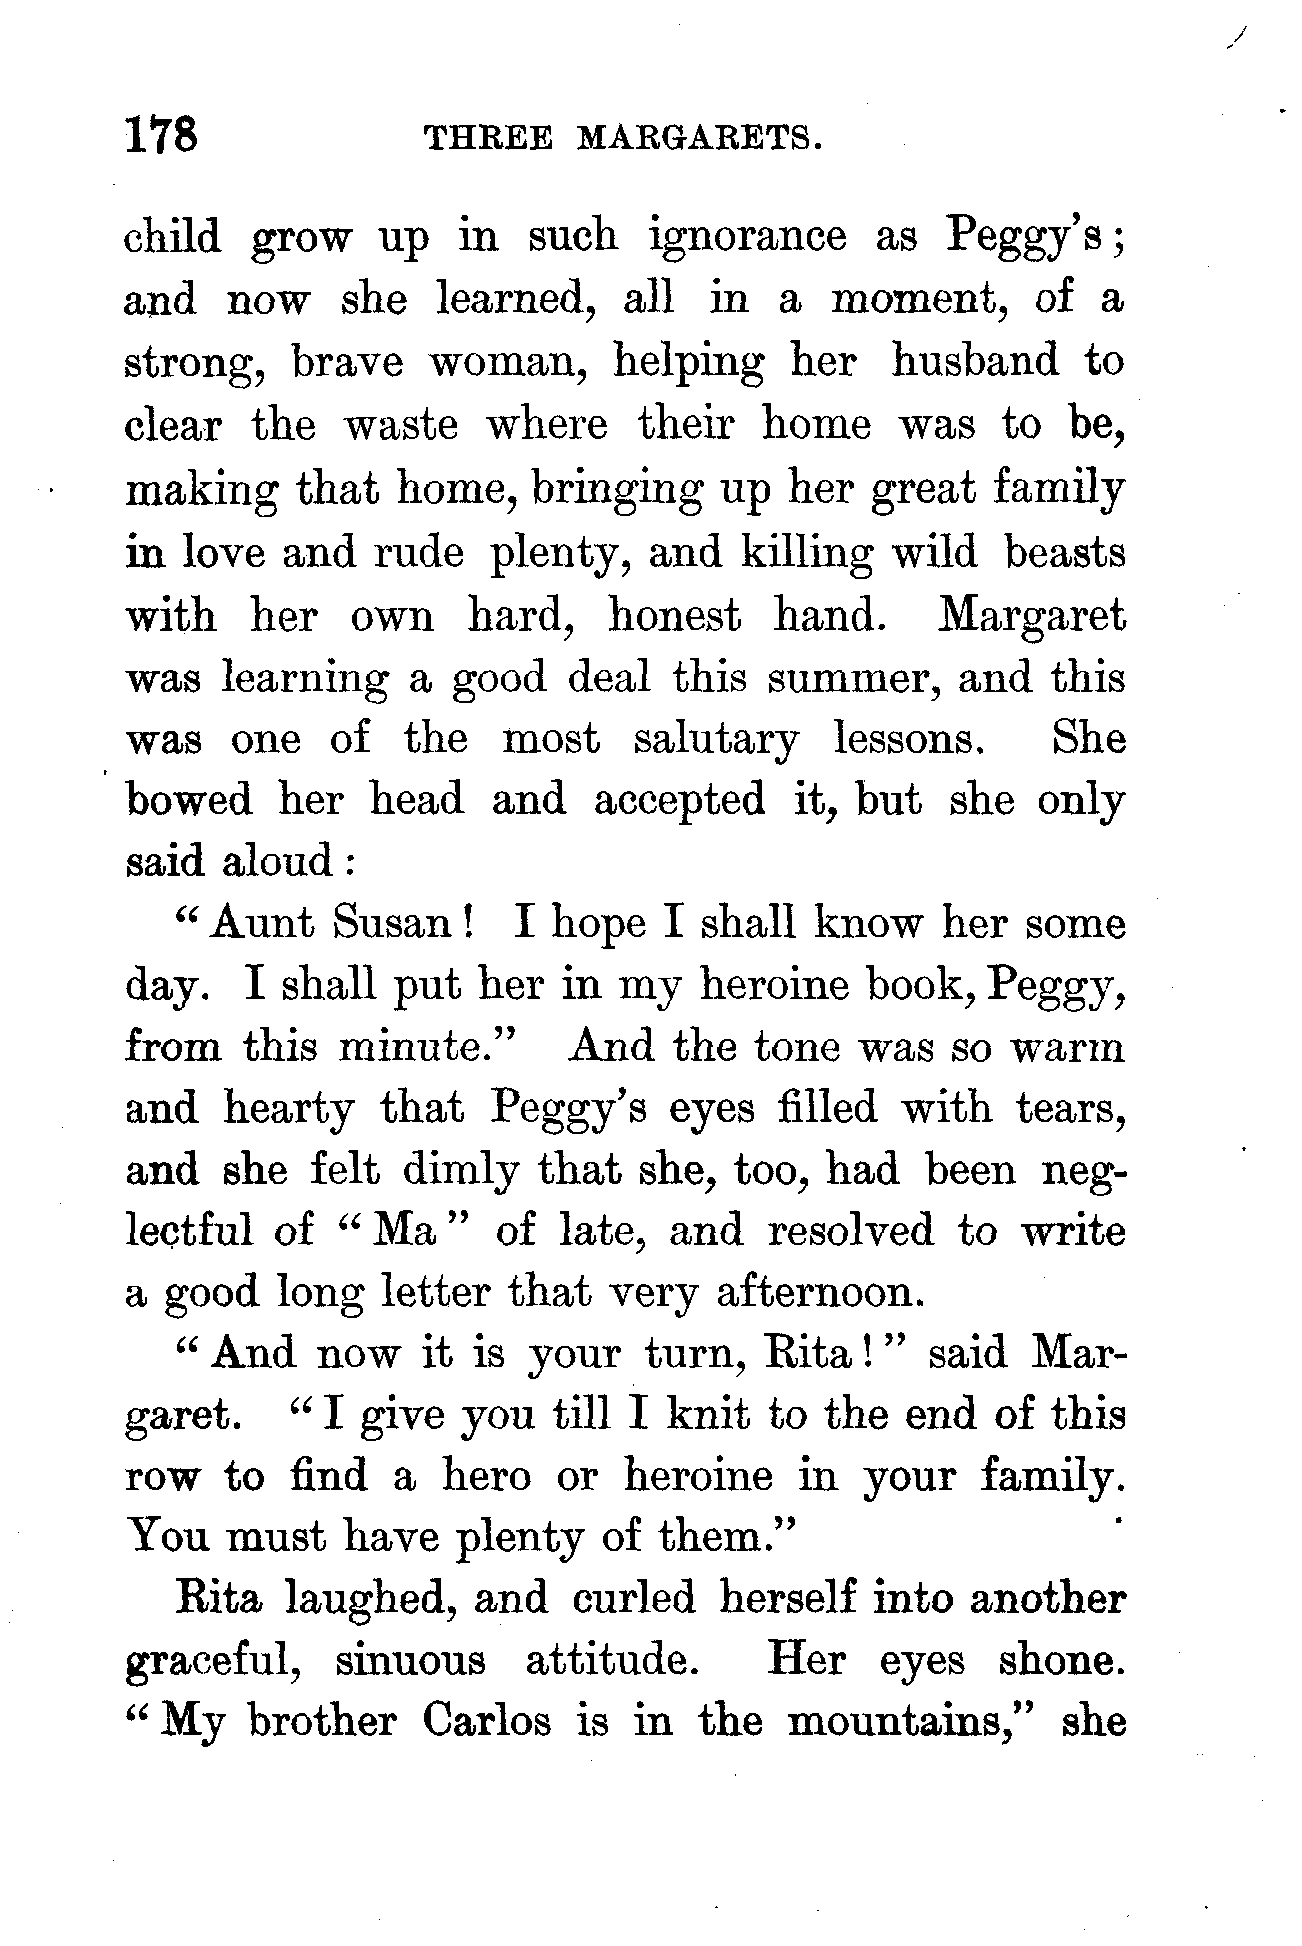 178 THREE MARGARETS.
child grow up in such ignorance as Peggy's;
and now she learned, all in a moment, of a
strong, brave woman, helping her husband to
clear the waste where their home was to be,
making that home, bringing up her great family
in love and rude plenty, and killing wild beasts
with her own hard, honest hand. Margaret
was learning a good deal this summer, and this
was one of the most salutary lessons. She
bowed her head and accepted it, but she only
said aloud:
"Aunt Susan! I hope I shall know her some
day. I shall put her in my heroine book, Peggy,
from this minute." And the tone was so warm
and hearty that Peggy's eyes filled with tears,
and she felt dimly that she, too, had been neg-
lectful of "Ma" of late, and resolved to write
a good long letter that very afternoon.
"And now it is your turn, Rita!" said Mar-
garet. "I give you till I knit to the end of this
row to find a hero or heroine in your family.
You must have plenty of them."
Rita laughed, and curled herself into another
graceful, sinuous attitude. Her eyes shone.
"My brother Carlos is in the mountains," she